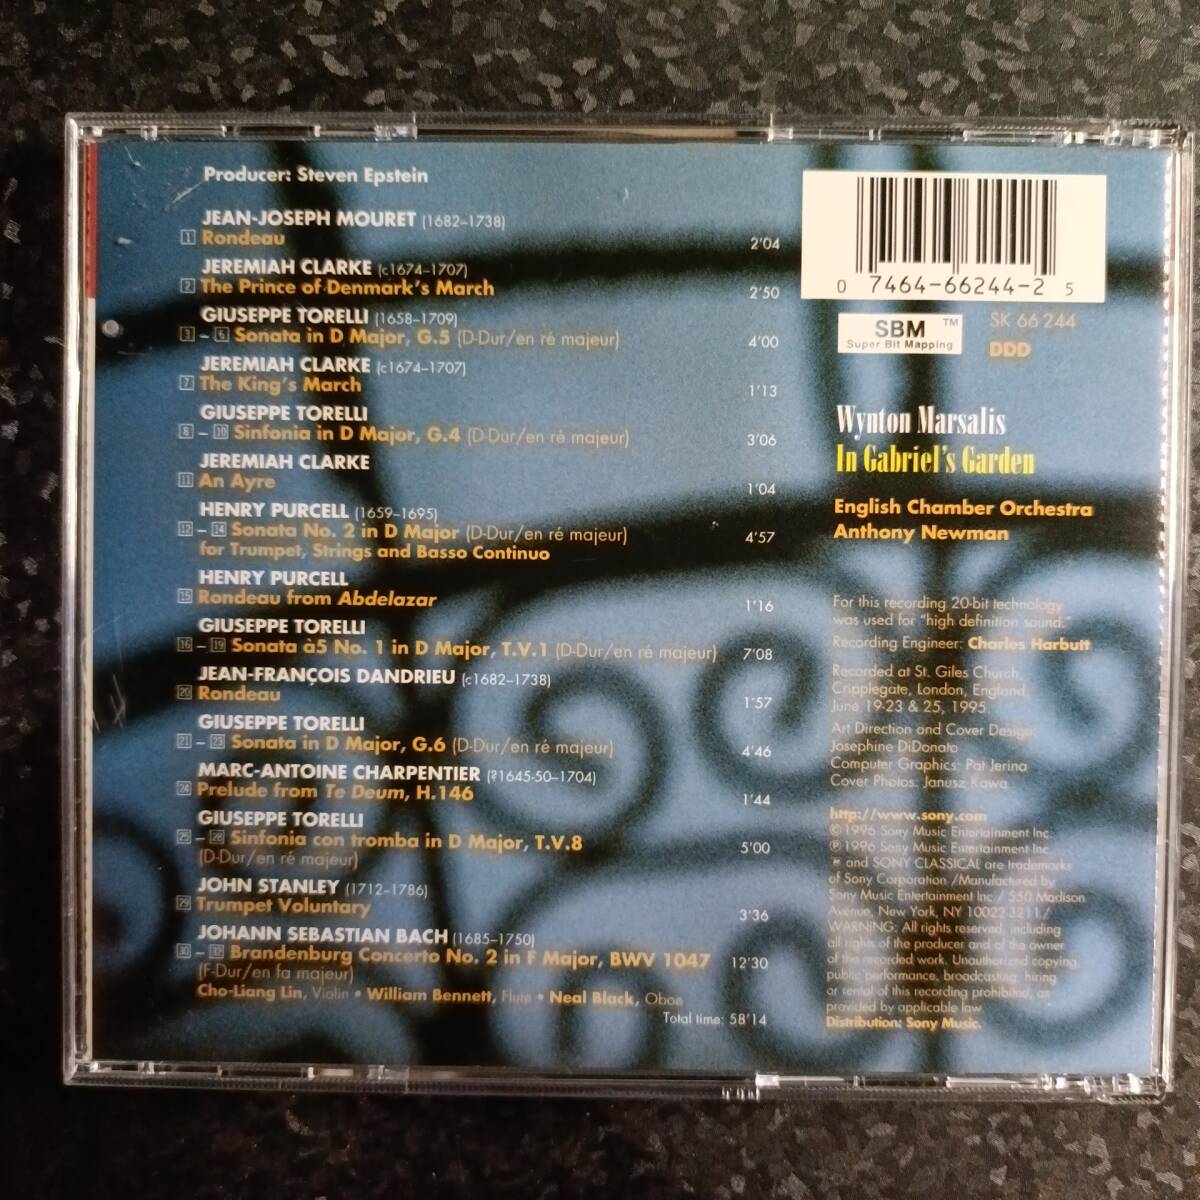 Producer: Steven Epstein
JEAN-JOSEPH MOURET (1682–1738)
1 Rondeau 2'04
JEREMIAH CLARKE (c1674–1707)
2 The Prince of Denmark's March 2'50
GIUSEPPE TORELLI (1658–1709)
3 – 6 Sonata in D Major, G.5 (D-Dur/en ré majeur) 4'00
JEREMIAH CLARKE (c1674–1707)
7 The King's March 1'13
GIUSEPPE TORELLI
8 – 10 Sinfonia in D Major, G.4 (D-Dur/en ré majeur) 3'06
JEREMIAH CLARKE
11 An Ayre 1'04
HENRY PURCELL (1659–1695)
12 – 14 Sonata No. 2 in D Major (D-Dur/en ré majeur) 4'57
for Trumpet, Strings and Basso Continuo
HENRY PURCELL
15 Rondeau from Abdelazar 1'16
GIUSEPPE TORELLI
16 – 19 Sonata à5 No. 1 in D Major, T.V.1 (D-Dur/en ré majeur) 7'08
JEAN-FRANÇOIS DANDRIEU (c1682–1738)
20 Rondeau 1'57
GIUSEPPE TORELLI
21 – 23 Sonata in D Major, G.6 (D-Dur/en ré majeur) 4'46
MARC-ANTOINE CHARPENTIER (?1645-50–1704)
24 Prelude from Te Deum, H.146 1'44
GIUSEPPE TORELLI
25 – 28 Sinfonia con tromba in D Major, T.V.8 5'00
(D-Dur/en ré majeur)
JOHN STANLEY (1712–1786)
29 Trumpet Voluntary 3'36
JOHANN SEBASTIAN BACH (1685–1750)
30 – 32 Brandenburg Concerto No. 2 in F Major, BWV 1047 12'30
(F-Dur/en fa majeur)
Cho-Liang Lin, Violin • William Bennett, Flute • Neal Black, Oboe
Total time: 58'14
0 7464-66244-2 5
SBM™
Super Bit Mapping
SK 66 244
DDD
Wynton Marsalis
In Gabriel's Garden
English Chamber Orchestra
Anthony Newman
For this recording 20-bit technology
was used for "high definition sound."
Recording Engineer: Charles Harbutt
Recorded at St. Giles Church,
Cripplegate, London, England,
June 19-23 & 25, 1995.
Art Direction and Cover Design:
Josephine DiDonato
Computer Graphics: Pat Jerina
Cover Photos: Janusz Kawa
http://www.sony.com
© 1996 Sony Music Entertainment Inc.
℗ 1996 Sony Music Entertainment Inc.
and SONY CLASSICAL are trademarks
of Sony Corporation /Manufactured by
Sony Music Entertainment Inc / 550 Madison
Avenue, New York, NY 10022-3211 /
WARNING: All rights reserved, including
all rights of the producer and of the owner
of the recorded work. Unauthorized copying,
public performance, broadcasting, hiring
or rental of this recording prohibited, as
provided by applicable law.
Distribution: Sony Music.